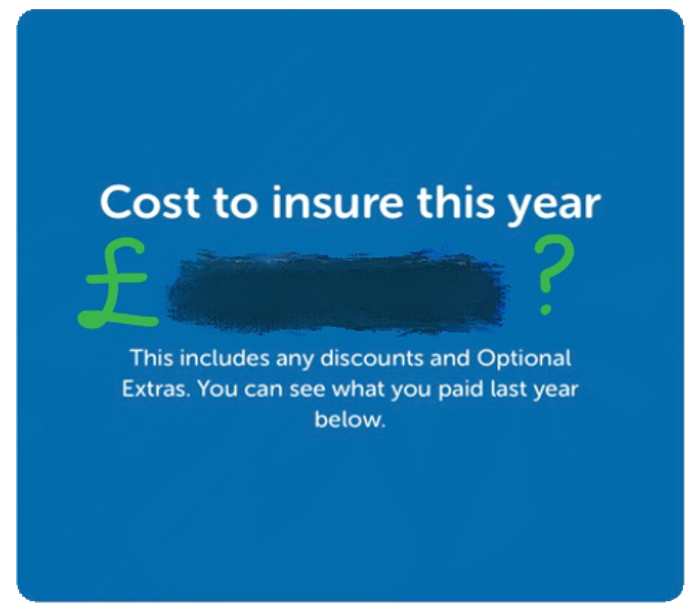 Cost to insure this year
£ ?
This includes any discounts and Optional
Extras. You can see what you paid last year
below.